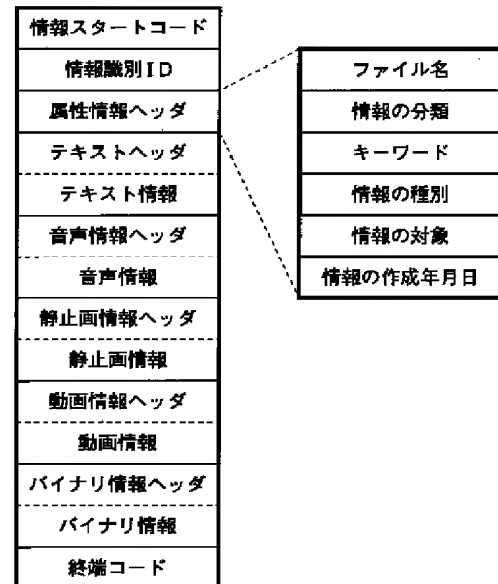 情報スタートコード
情報識別ID
属性情報ヘッダ
テキストヘッダ
テキスト情報
音声情報ヘッダ
音声情報
静止画情報ヘッダ
静止画情報
動画情報ヘッダ
動画情報
バイナリ情報ヘッダ
バイナリ情報
終端コード
ファイル名
情報の分類
キーワード
情報の種別
情報の対象
情報の作成年月日